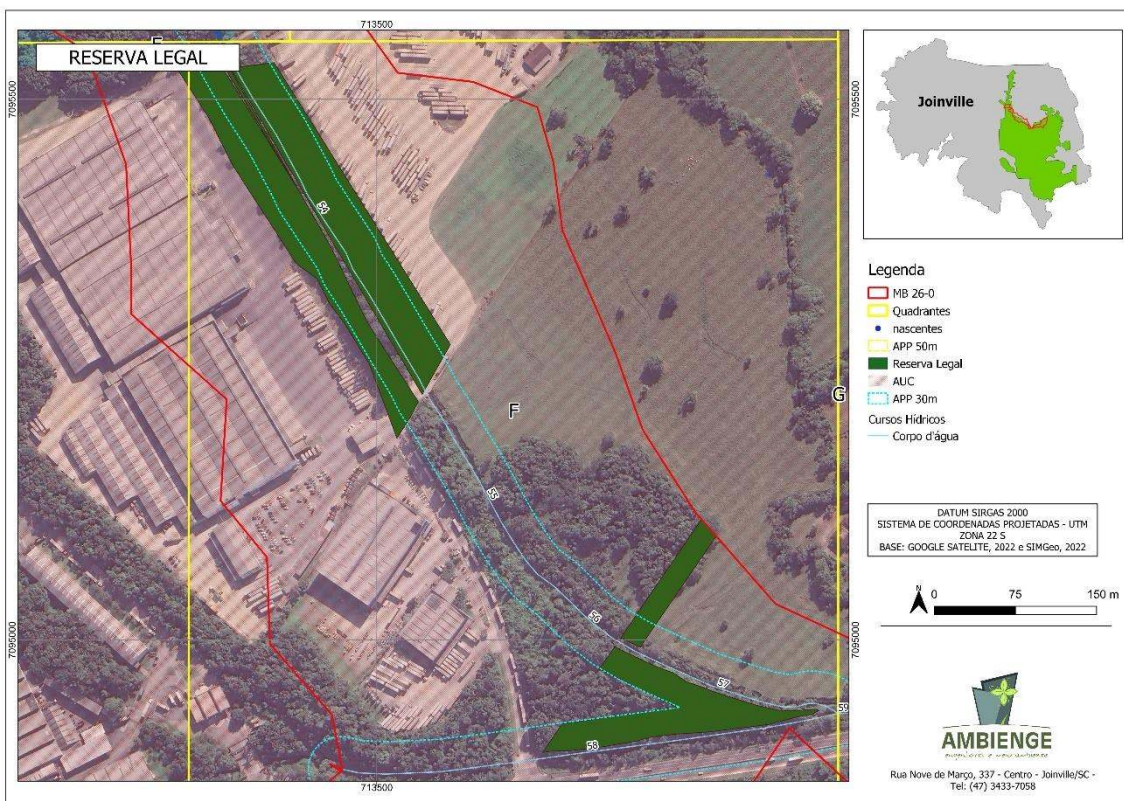 713500
RESERVA LEGAL
7095500
7095500
54
F
G
55
56
57
58
59
7095000
7095000
713500
Joinville
Legenda
MB 26-0
Quadrantes
nascentes
APP 50m
Reserva Legal
AUC
APP 30m
Cursos Hídricos
Corpo d'água
DATUM SIRGAS 2000
SISTEMA DE COORDENADAS PROJETADAS - UTM
ZONA 22 S
BASE: GOOGLE SATELITE, 2022 e SIMGeo, 2022
N
0 75 150 m
AMBIENGE
Rua Nove de Março, 337 - Centro - Joinville/SC -
Tel: (47) 3433-7058